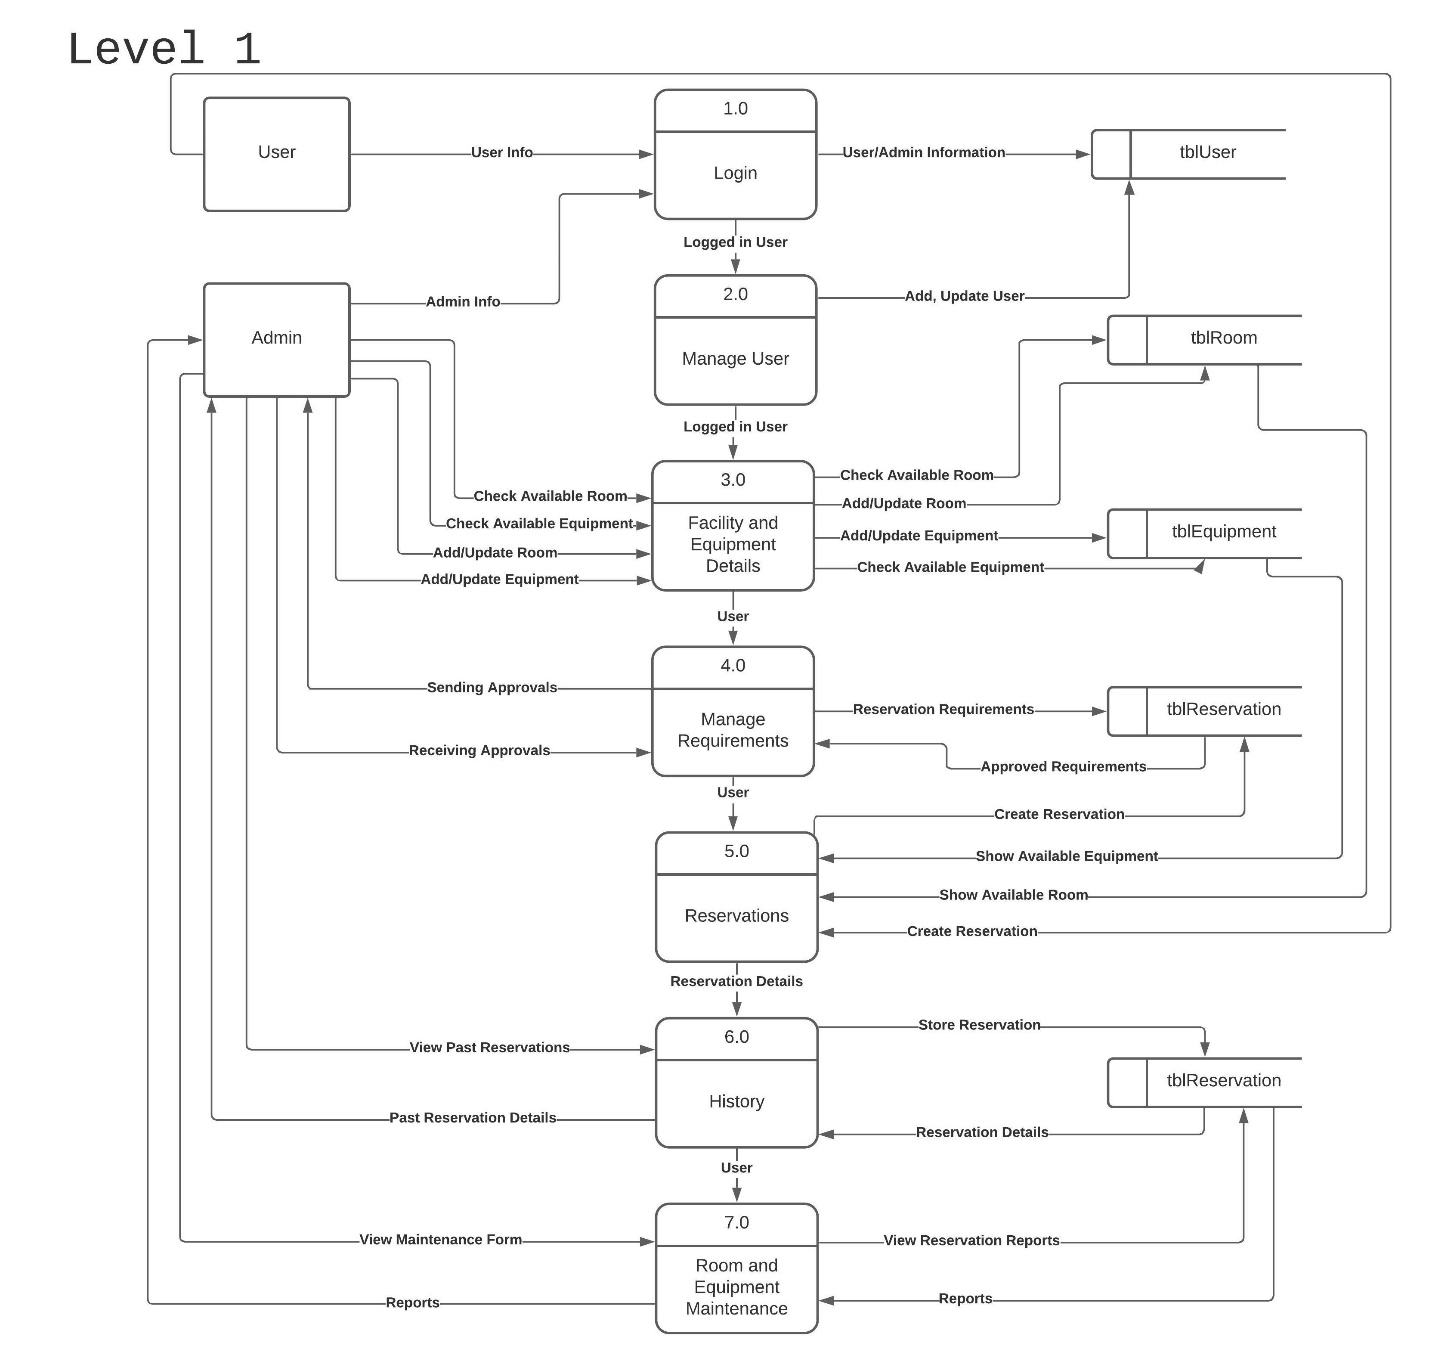 Level 1
1.0
User
User Info
Login
User/Admin Information
tblUser
Logged in User
2.0
Admin Info
Add, Update User
Admin
Manage User
tblRoom
Logged in User
3.0
Check Available Room
Check Available Room
Add/Update Room
Check Available Equipment
Facility and
Equipment
Details
Add/Update Equipment
tblEquipment
Add/Update Room
Check Available Equipment
Add/Update Equipment
User
4.0
Sending Approvals
Manage
Requirements
Reservation Requirements
tblReservation
Receiving Approvals
Approved Requirements
User
Create Reservation
5.0
Show Available Equipment
Show Available Room
Reservations
Create Reservation
Reservation Details
6.0
Store Reservation
View Past Reservations
History
tblReservation
Past Reservation Details
Reservation Details
User
7.0
View Maintenance Form
View Reservation Reports
Room and
Equipment
Maintenance
Reports
Reports